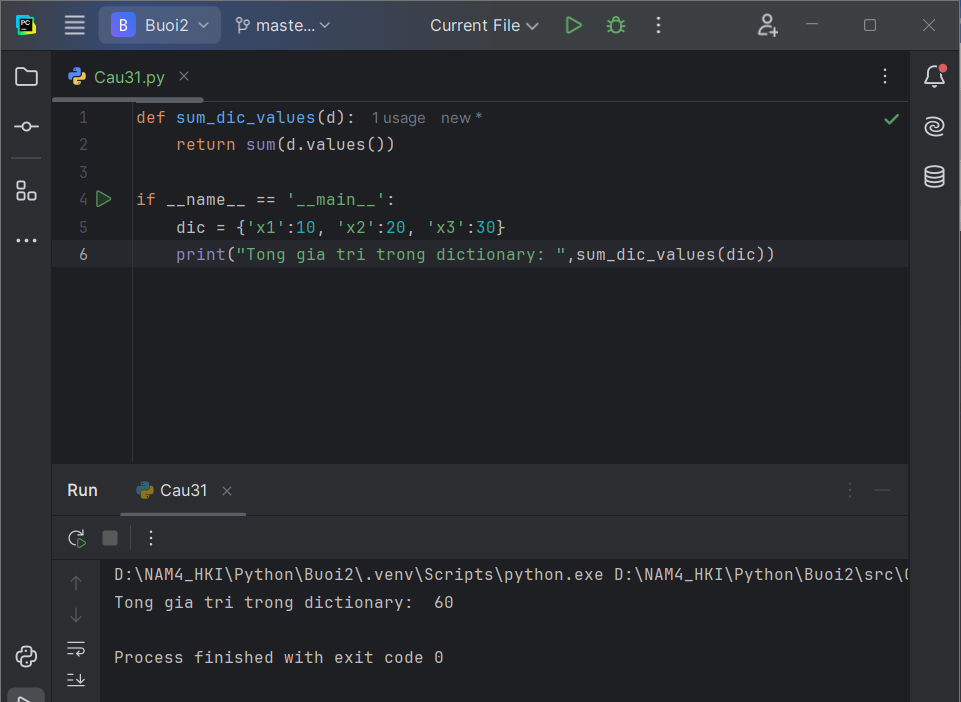 PC B Buoi2 maste... Current File
Cau31.py
1 def sum_dic_values(d): 1 usage new *
2 return sum(d.values())
3
4 if __name__ == '__main__':
5 dic = {'x1':10, 'x2':20, 'x3':30}
6 print("Tong gia tri trong dictionary: ",sum_dic_values(dic))
Run Cau31
D:\NAM4_HKI\Python\Buoi2\.venv\Scripts\python.exe D:\NAM4_HKI\Python\Buoi2\src\
Tong gia tri trong dictionary:  60
Process finished with exit code 0